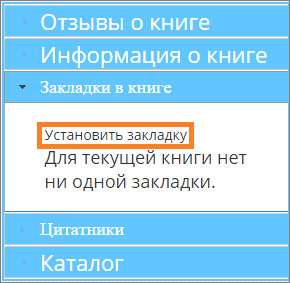 Отзывы о книге
Информация о книге
Закладки в книге
Установить закладку
Для текущей книги нет
ни одной закладки.
Цитатники
Каталог